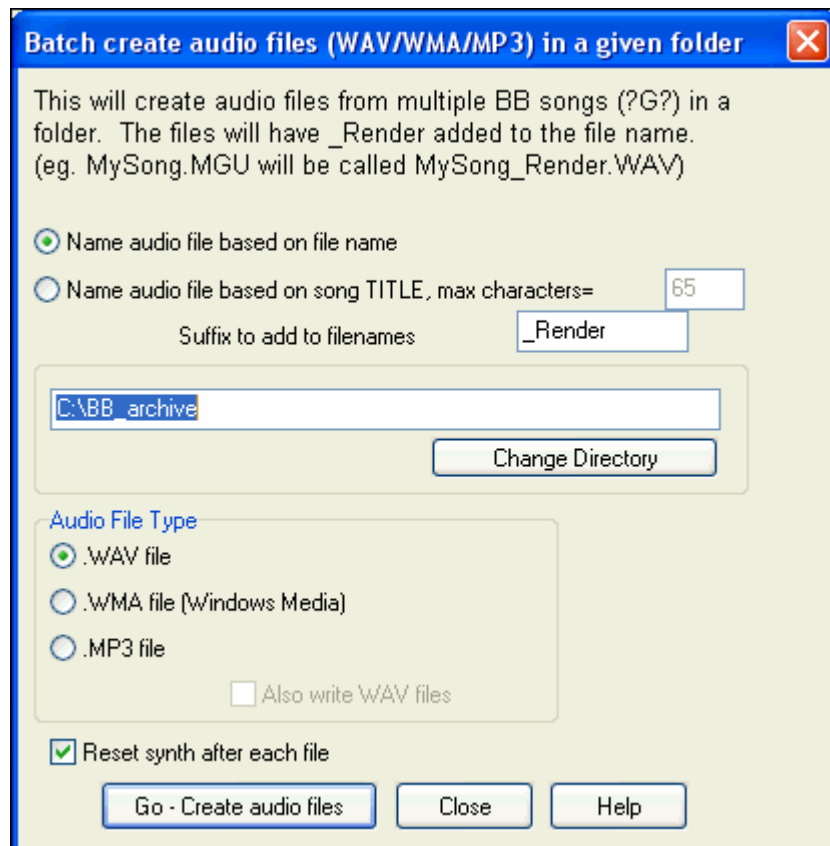 Batch create audio files (WAV/WMA/MP3) in a given folder
This will create audio files from multiple BB songs (?G?) in a
folder.  The files will have _Render added to the file name.
(eg. MySong.MGU will be called MySong_Render.WAV)
Name audio file based on file name
Name audio file based on song TITLE, max characters= 65
Suffix to add to filenames _Render
C:\BB_archive
Change Directory
Audio File Type
.WAV file
.WMA file (Windows Media)
.MP3 file
Also write WAV files
Reset synth after each file
Go - Create audio files Close Help